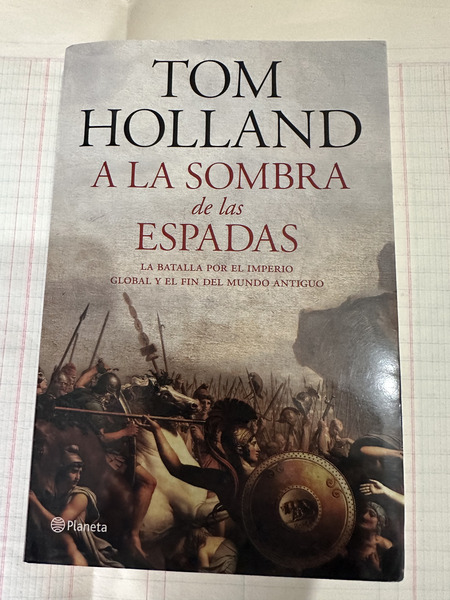 TOM
HOLLAND
A LA SOMBRA
de las
ESPADAS
LA BATALLA POR EL IMPERIO
GLOBAL Y EL FIN DEL MUNDO ANTIGUO
Planeta